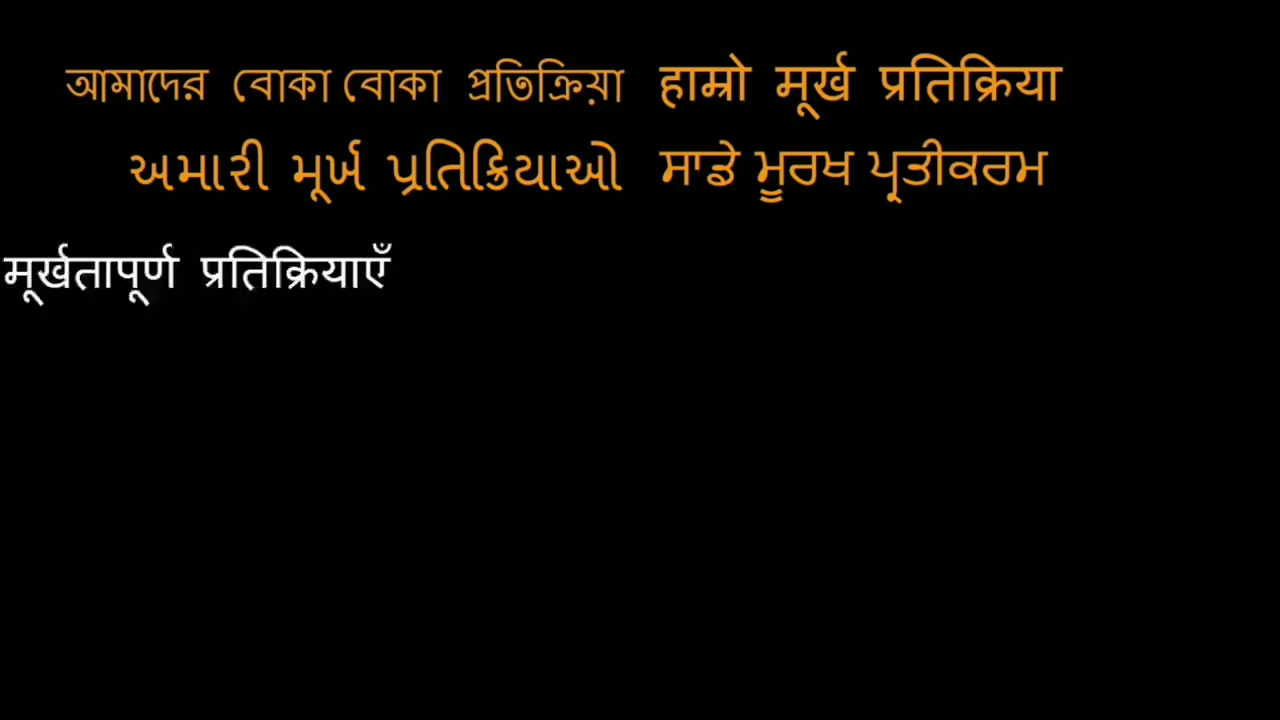 আমাদের বোকা বোকা প্রতিক্রিয়া हाम्रो मूर्ख प्रतिक्रिया
અમારી મૂર્ખ પ્રતિક્રિયાઓ ਸਾਡੇ ਮੂਰਖ ਪ੍ਰਤੀਕਰਮ
मूर्खतापूर्ण प्रतिक्रियाएँ